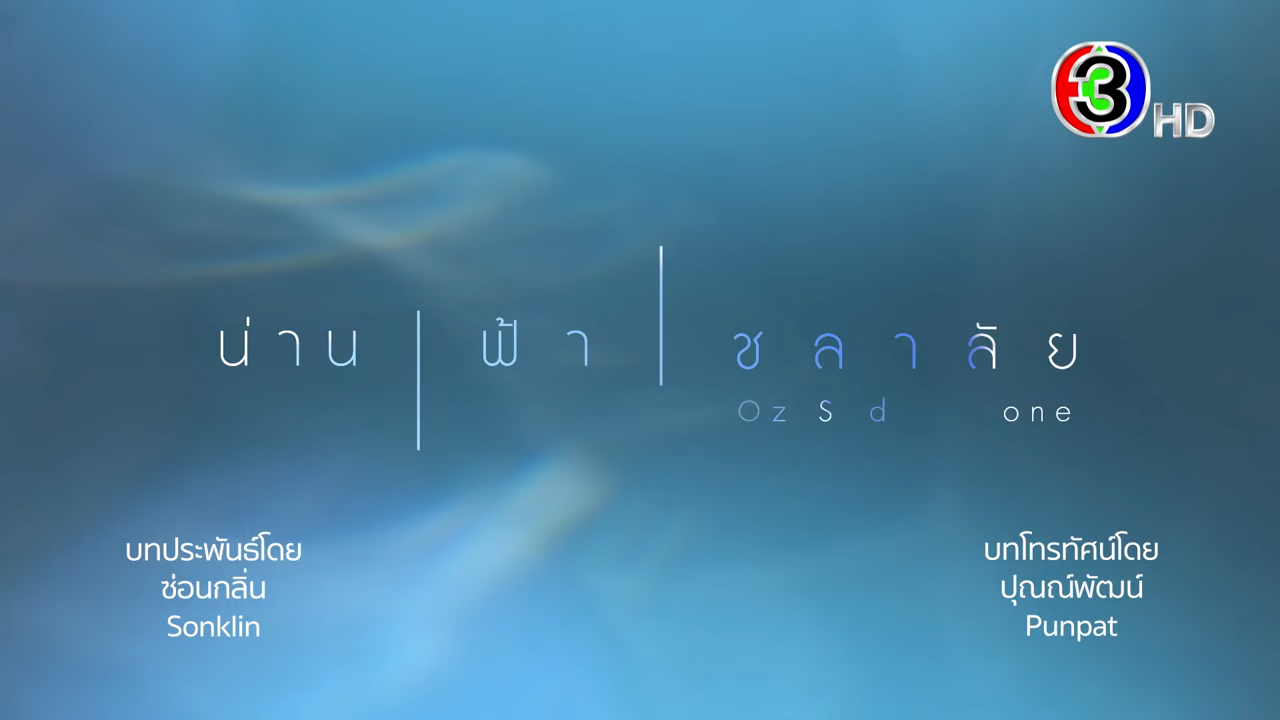 3 HD
น่าน | ฟ้า | ชลาลัย
Oz S d one
บทประพันธ์โดย
ซ่อนกลิ่น
Sonklin
บทโทรทัศน์โดย
ปุณณ์พัฒน์
Punpat